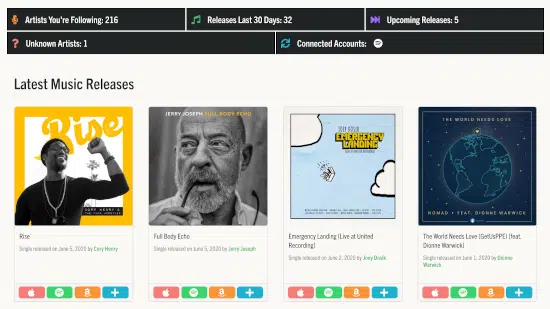 Artists You're Following: 216
Releases Last 30 Days: 32
Upcoming Releases: 5
Unknown Artists: 1
Connected Accounts:
Latest Music Releases
Rise
CORY HENRY &
THE FUNK APOSTLES
JERRY JOSEPH FULL BODY ECHO
JOEY DOSIK
EMERGENCY
LANDING
THE WORLD NEEDS LOVE
NOMAD • FEAT. DIONNE WARWICK
Rise
Single released on June 5, 2020 by Cory Henry
Full Body Echo
Single released on June 5, 2020 by Jerry Joseph
Emergency Landing (Live at United
Recording)
Single released on June 2, 2020 by Joey Dosik
The World Needs Love (GetUsPPE) (feat.
Dionne Warwick)
Single released on June 1, 2020 by Dionne
Warwick